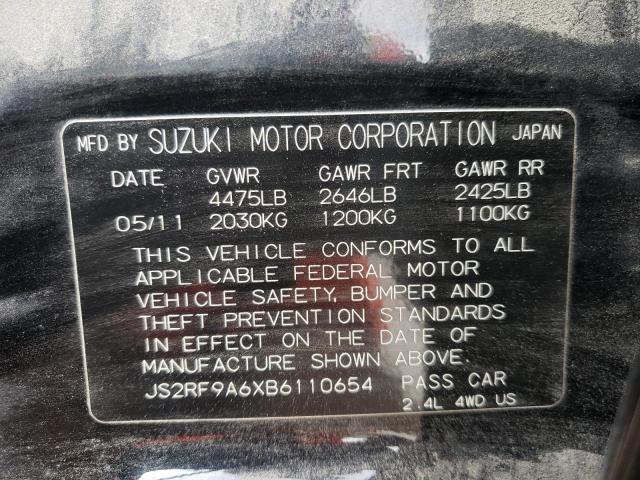 MFD BY SUZUKI MOTOR CORPORATION JAPAN
DATE GVWR GAWR FRT GAWR RR
4475LB 2646LB 2425LB
05/11 2030KG 1200KG 1100KG
THIS VEHICLE CONFORMS TO ALL
APPLICABLE FEDERAL MOTOR
VEHICLE SAFETY, BUMPER AND
THEFT PREVENTION STANDARDS
IN EFFECT ON THE DATE OF
MANUFACTURE SHOWN ABOVE.
JS2RF9A6XB6110654 PASS CAR
2.4L 4WD US